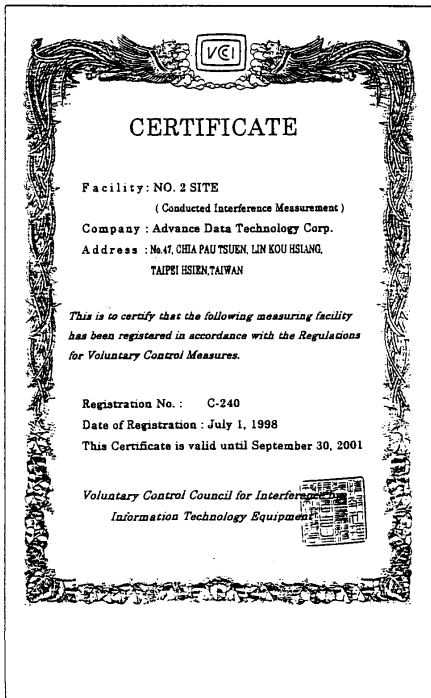 VCI
CERTIFICATE
Facility: NO. 2 SITE
( Conducted Interference Measurement )
Company : Advance Data Technology Corp.
Address : No.47, CHIA PAU TSUEN, LIN KOU HSIANG,
TAIPEI HSIEN,TAIWAN
This is to certify that the following measuring facility
has been registered in accordance with the Regulations
for Voluntary Control Measures.
Registration No. : C-240
Date of Registration : July 1, 1998
This Certificate is valid until September 30, 2001
Voluntary Control Council for Interference by
Information Technology Equipment